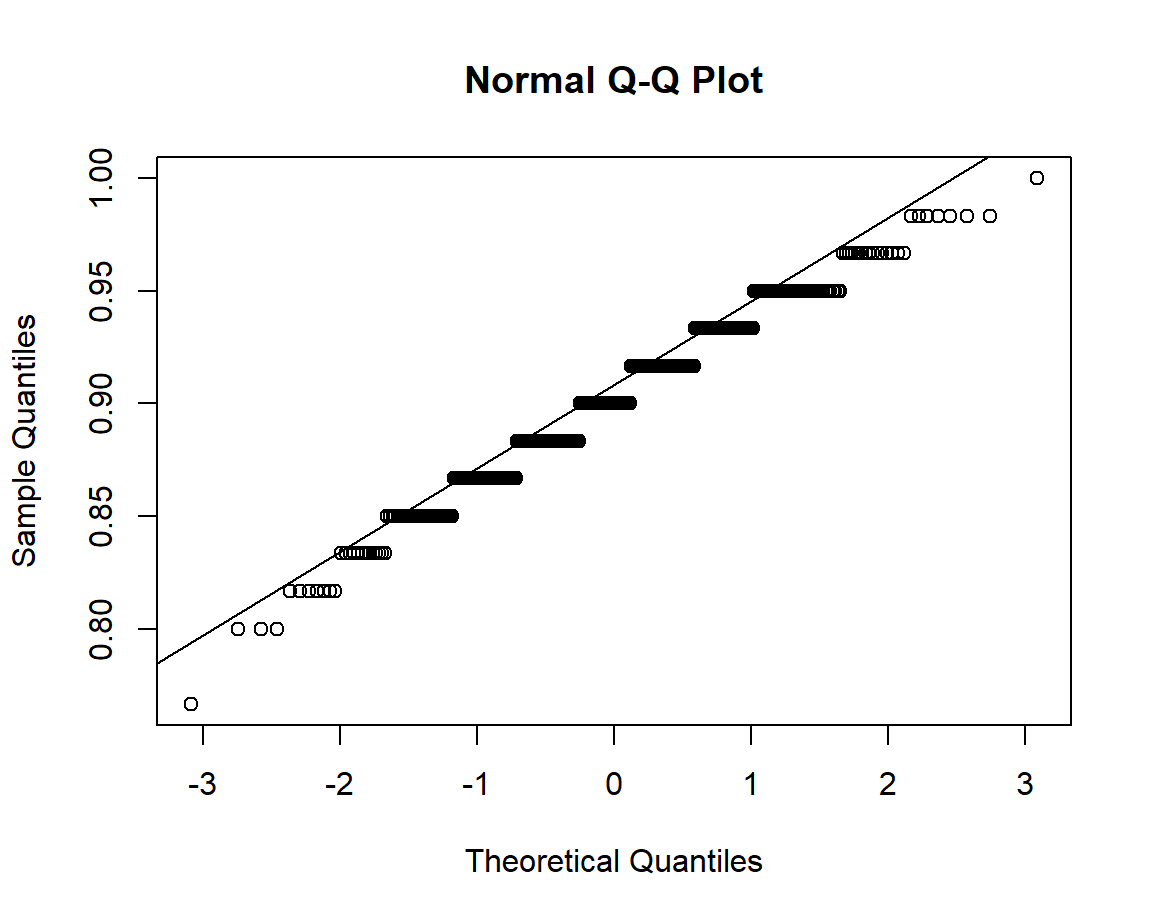 Normal Q-Q Plot
1.00
0.95
0.90
0.85
0.80
Sample Quantiles
-3 -2 -1 0 1 2 3
Theoretical Quantiles